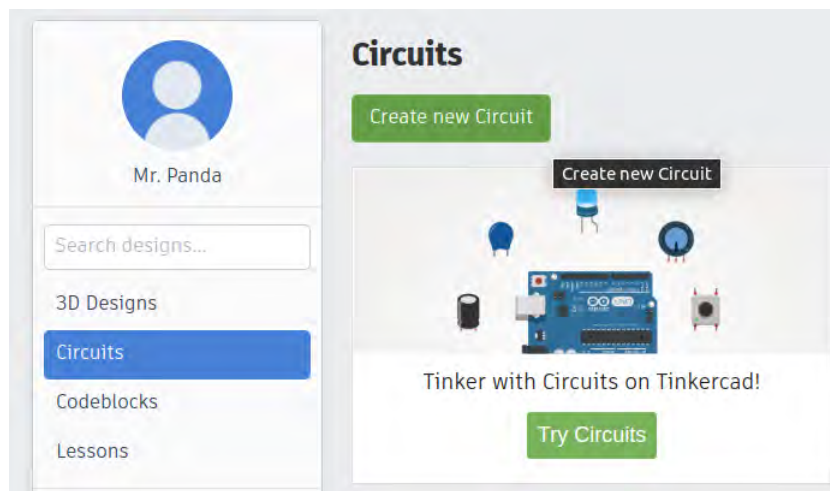 Mr. Panda
Search designs...
3D Designs
Circuits
Codeblocks
Lessons
Circuits
Create new Circuit
Create new Circuit
UNO
Tinker with Circuits on Tinkercad!
Try Circuits